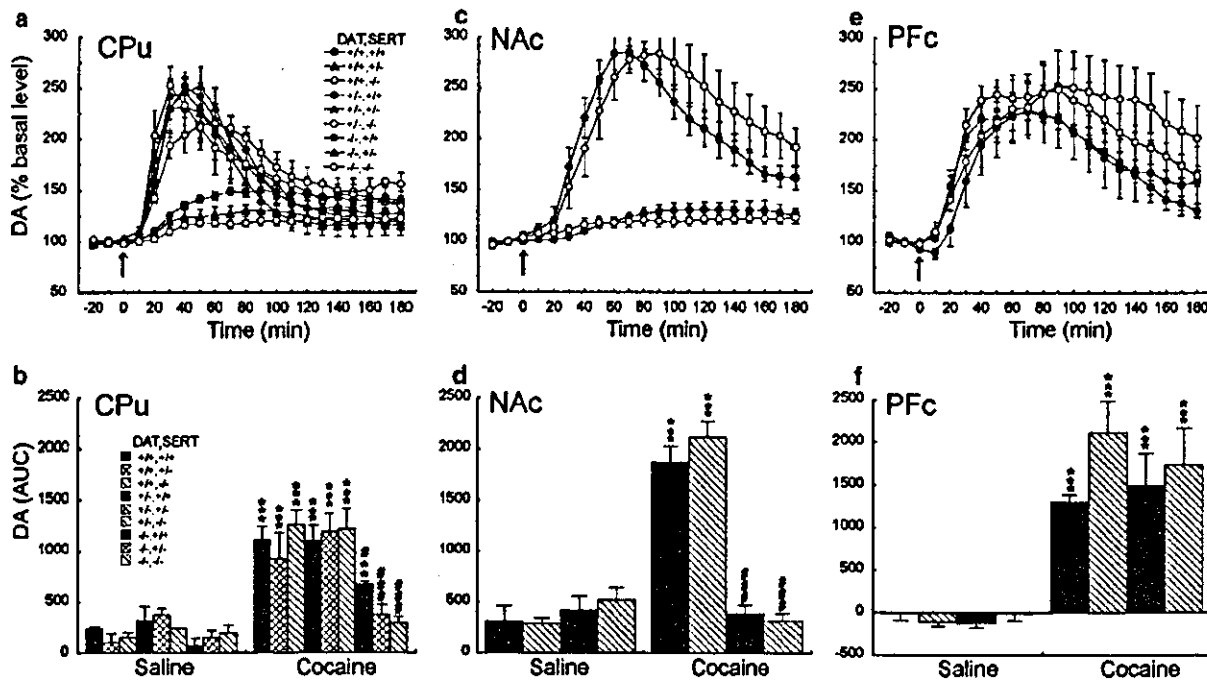 a
CPu
DA (% basal level)
300
250
200
150
100
50
DAT,SERT
+/+,+/+
+/+,+/-
+/+,-/-
+/-,+/+
+/-,+/-
+/-,-/-
-/-,+/+
-/-,+/-
-/-,-/-
-20 0 20 40 60 80 100 120 140 160 180
Time (min)
c
NAc
300
250
200
150
100
50
-20 0 20 40 60 80 100 120 140 160 180
Time (min)
e
PFc
300
250
200
150
100
50
-20 0 20 40 60 80 100 120 140 160 180
Time (min)
b
CPu
DA (AUC)
2500
2000
1500
1000
500
0
DAT,SERT
+/+,+/+
+/+,+/-
+/+,-/-
+/-,+/+
+/-,+/-
+/-,-/-
-/-,+/+
-/-,+/-
-/-,-/-
*** *** *** *** *** ***
Saline Cocaine
d
NAc
2500
2000
1500
1000
500
0
*** ***
Saline Cocaine
f
PFc
2500
2000
1500
1000
500
0
-500
*** *** *** ***
Saline Cocaine